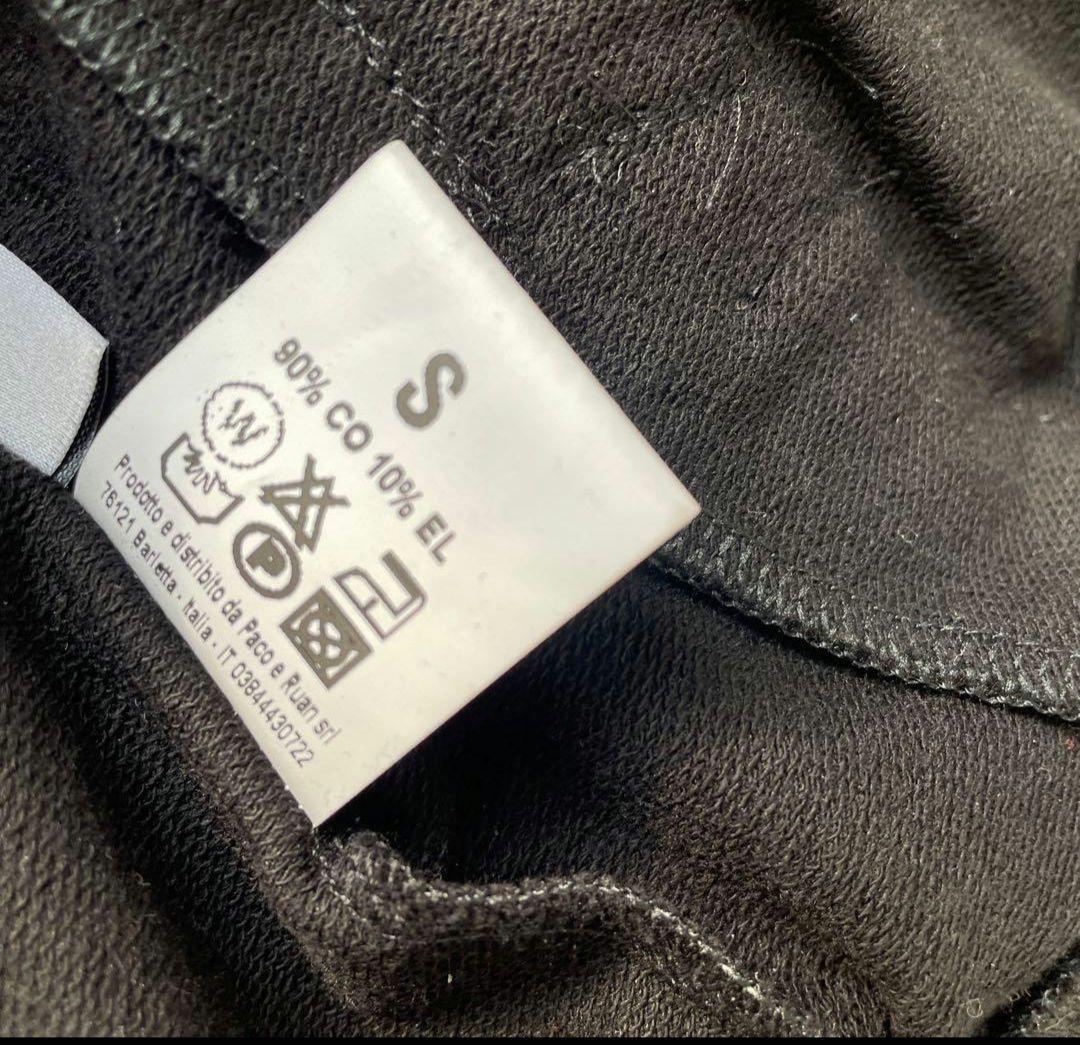 S
90% CO 10% EL
W
P
Prodotto e distribito da Paco e Ruan srl
76121 Barletta - Italia - IT 03844430722